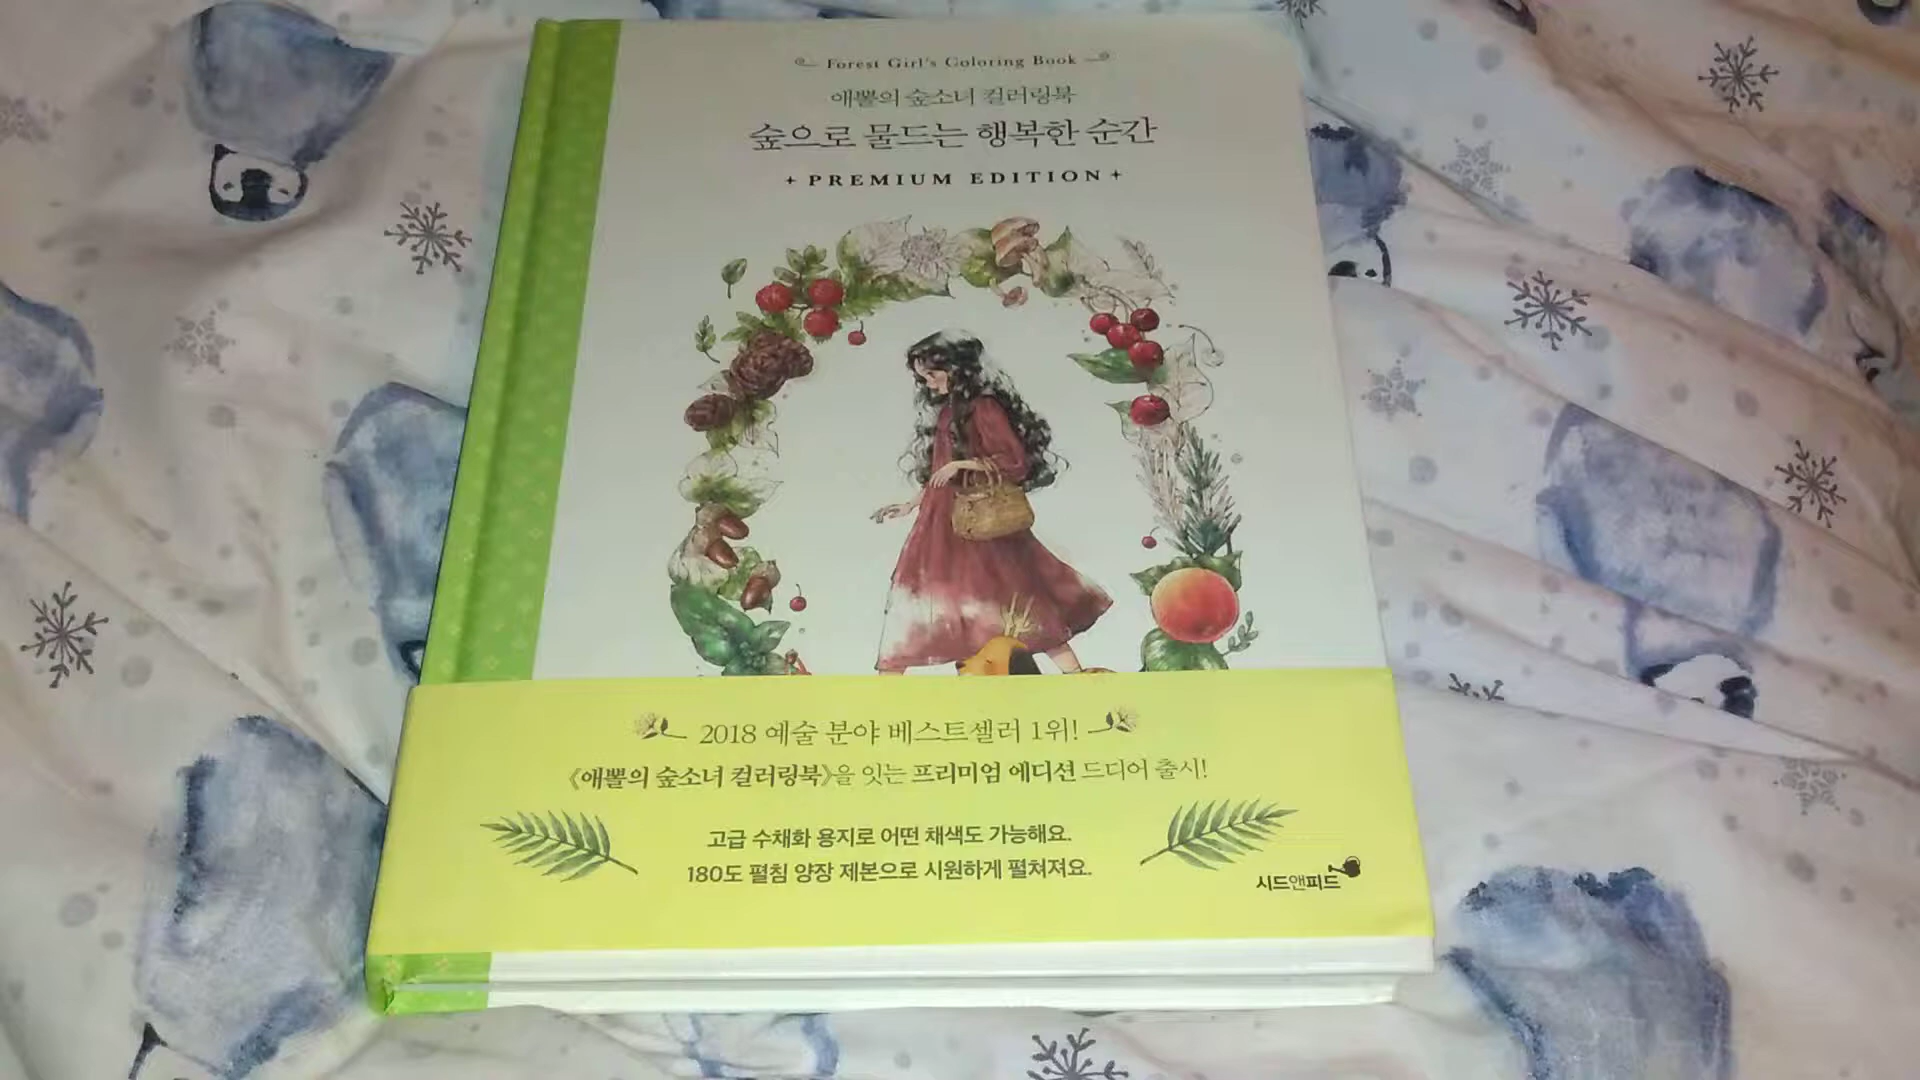 Forest Girl's Coloring Book
애뽈의 숲소녀 컬러링북
숲으로 물드는 행복한 순간
+ PREMIUM EDITION +
2018 예술 분야 베스트셀러 1위!
《애뽈의 숲소녀 컬러링북》을 잇는 프리미엄 에디션 드디어 출시!
고급 수채화 용지로 어떤 채색도 가능해요.
180도 펼침 양장 제본으로 시원하게 펼쳐져요.
시드앤피드